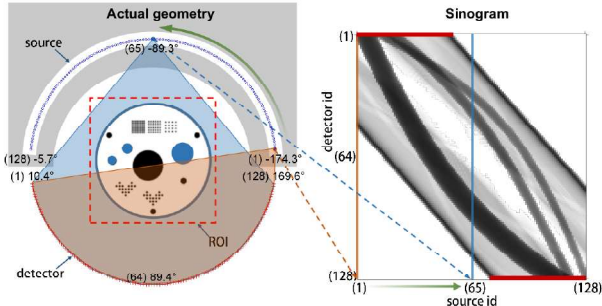 Actual geometry
Sinogram
source
(65) -89.3°
(128) -5.7°
(1) 10.4°
(1) -174.3°
(128) 169.6°
ROI
detector
(64) 89.4°
(1)
detector id
(64)
(128)
(1)
(65)
(128)
source id